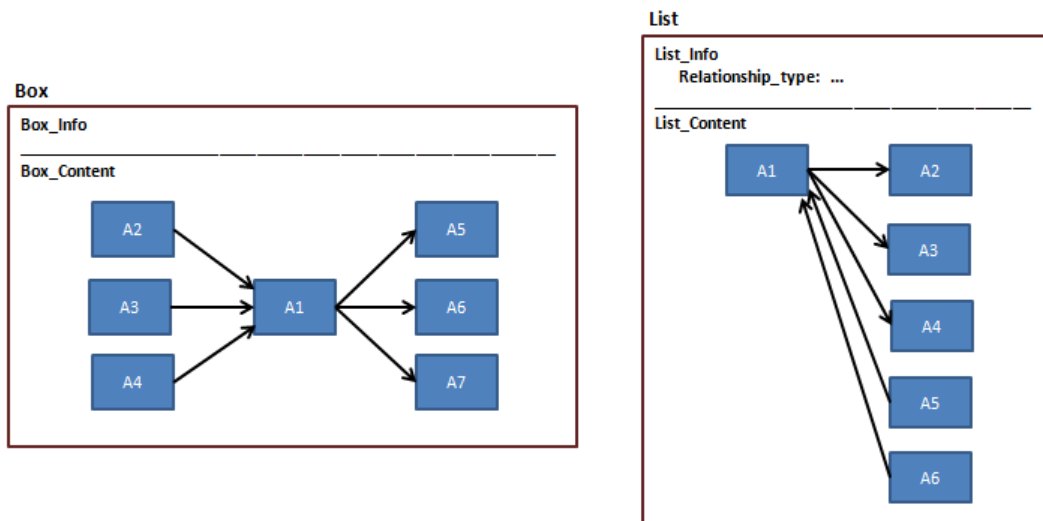 Box
Box_Info
Box_Content
A2
A5
A3
A1
A6
A4
A7
List
List_Info
Relationship_type: ...
List_Content
A1
A2
A3
A4
A5
A6